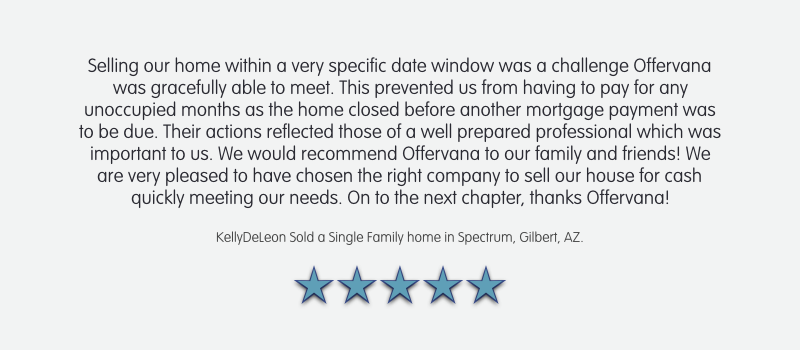 Selling our home within a very specific date window was a challenge Offervana
was gracefully able to meet. This prevented us from having to pay for any
unoccupied months as the home closed before another mortgage payment was
to be due. Their actions reflected those of a well prepared professional which was
important to us. We would recommend Offervana to our family and friends! We
are very pleased to have chosen the right company to sell our house for cash
quickly meeting our needs. On to the next chapter, thanks Offervana!
KellyDeLeon Sold a Single Family home in Spectrum, Gilbert, AZ.